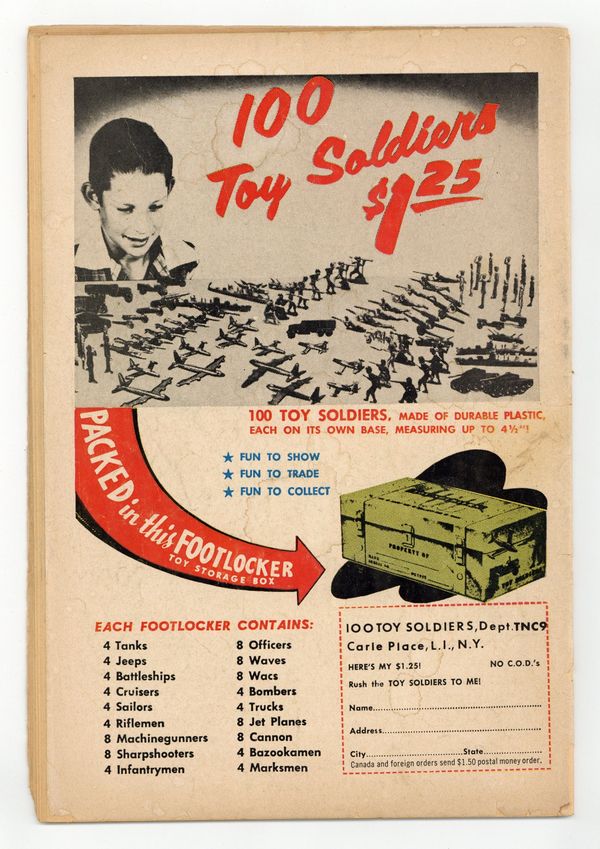 100
Toy Soldiers
$1.25
100 TOY SOLDIERS, MADE OF DURABLE PLASTIC,
EACH ON ITS OWN BASE, MEASURING UP TO 4½"!
★ FUN TO SHOW
★ FUN TO TRADE
★ FUN TO COLLECT
PACKED in this FOOTLOCKER
TOY STORAGE BOX
PROPERTY OF
NAME
TOY SOLDIERS
EACH FOOTLOCKER CONTAINS:
4 Tanks
4 Jeeps
4 Battleships
4 Cruisers
4 Sailors
4 Riflemen
8 Machinegunners
8 Sharpshooters
4 Infantrymen
8 Officers
8 Waves
8 Wacs
4 Bombers
4 Trucks
8 Jet Planes
8 Cannon
4 Bazookamen
4 Marksmen
100 TOY SOLDIERS, Dept. TNC9
Carle Place, L.I., N.Y.
HERE'S MY $1.25! NO C.O.D.'s
Rush the TOY SOLDIERS TO ME!
Name
Address
City State
Canada and foreign orders send $1.50 postal money order.